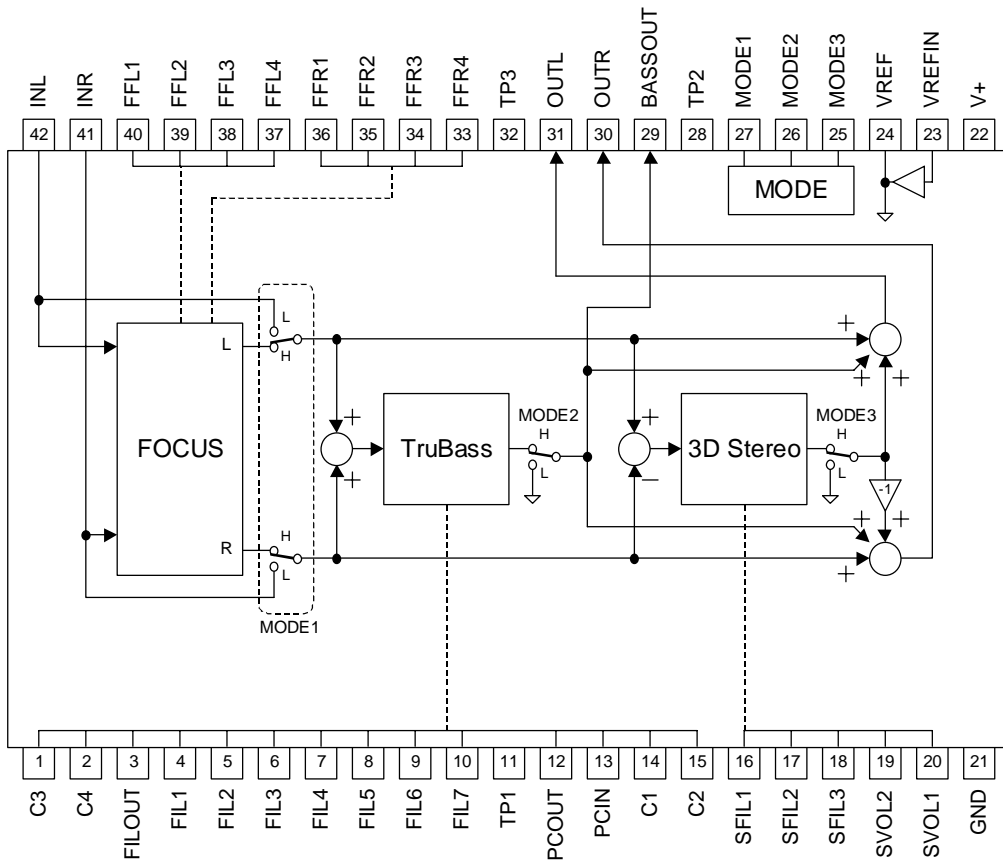 INL INR FFL1 FFL2 FFL3 FFL4 FFR1 FFR2 FFR3 FFR4 TP3 OUTL OUTR BASSOUT TP2 MODE1 MODE2 MODE3 VREF VREFIN V+
42 41 40 39 38 37 36 35 34 33 32 31 30 29 28 27 26 25 24 23 22
MODE
L
+
L
H
+ +
+ MODE2 + MODE3
H H
FOCUS TruBass 3D Stereo
L L
-1
+ −
+ +
H
R
L
+
MODE1
1 2 3 4 5 6 7 8 9 10 11 12 13 14 15 16 17 18 19 20 21
C3 C4 FILOUT FIL1 FIL2 FIL3 FIL4 FIL5 FIL6 FIL7 TP1 PCOUT PCIN C1 C2 SFIL1 SFIL2 SFIL3 SVOL2 SVOL1 GND